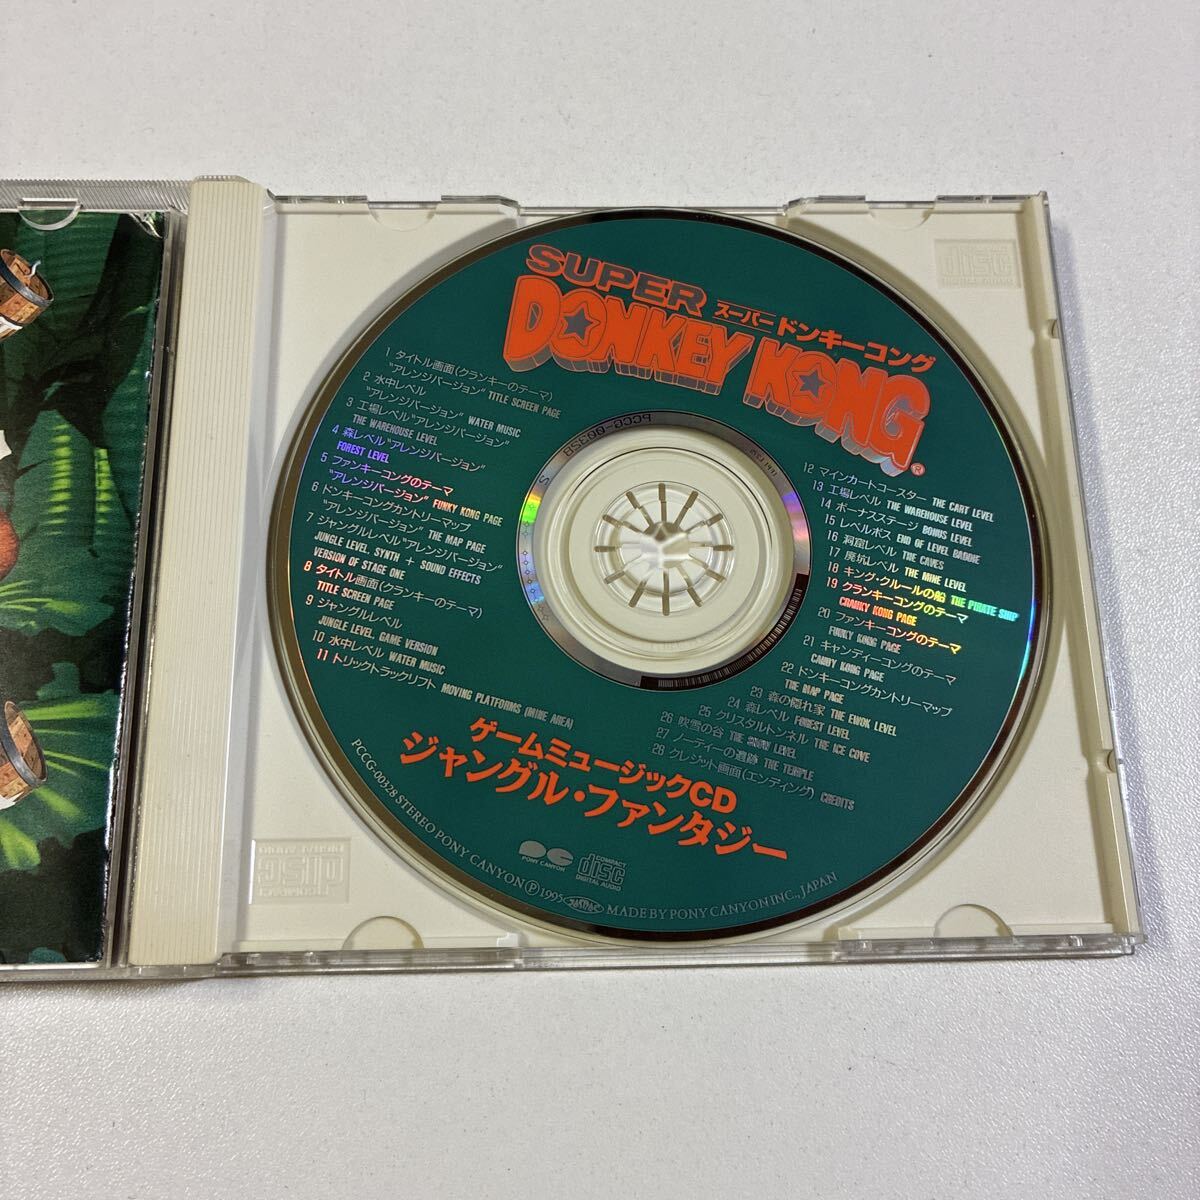 SUPER
スーパードンキーコング
DONKEY KONG
®
1 タイトル画面(クランキーのテーマ)
"アレンジバージョン" TITLE SCREEN PAGE
2 水中レベル
"アレンジバージョン" WATER MUSIC
3 工場レベル"アレンジバージョン"
THE WAREHOUSE LEVEL
4 森レベル"アレンジバージョン"
FOREST LEVEL
5 ファンキーコングのテーマ
"アレンジバージョン" FUNKY KONG PAGE
6 ドンキーコングカントリーマップ
"アレンジバージョン" THE MAP PAGE
7 ジャングルレベル"アレンジバージョン"
JUNGLE LEVEL, SYNTH + SOUND EFFECTS
VERSION OF STAGE ONE
8 タイトル画面(クランキーのテーマ)
TITLE SCREEN PAGE
9 ジャングルレベル
JUNGLE LEVEL, GAME VERSION
10 水中レベル WATER MUSIC
11 トリックトラックリフト MOVING PLATFORMS (MINE AREA)
12 マインカートコースター THE CART LEVEL
13 工場レベル THE WAREHOUSE LEVEL
14 ボーナスステージ BONUS LEVEL
15 レベルボス END OF LEVEL BADDIE
16 洞窟レベル THE CAVES
17 廃坑レベル THE MINE LEVEL
18 キング・クルールの船 THE PIRATE SHIP
19 クランキーコングのテーマ
CRANKY KONG PAGE
20 ファンキーコングのテーマ
FUNKY KONG PAGE
21 キャンディーコングのテーマ
CANDY KONG PAGE
22 ドンキーコングカントリーマップ
THE MAP PAGE
23 森の隠れ家 THE EWOK LEVEL
24 森レベル FOREST LEVEL
25 クリスタルトンネル THE ICE COVE
26 吹雪の谷 THE SNOW LEVEL
27 ノーティーの遺跡 THE TEMPLE
28 クレジット画面(エンディング) CREDITS
ゲームミュージックCD
ジャングル・ファンタジー
PONY CANYON
COMPACT
disc
DIGITAL AUDIO
PCCG-00328 STEREO PONY CANYON Ⓟ 1995 JASRAC MADE BY PONY CANYON INC., JAPAN